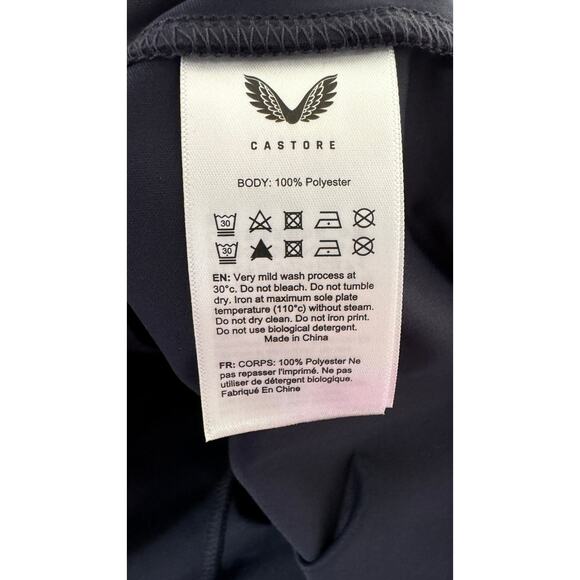 CASTORE
BODY: 100% Polyester
30
30
EN: Very mild wash process at
30°c. Do not bleach. Do not tumble
dry. Iron at maximum sole plate
temperature (110°c) without steam.
Do not dry clean. Do not iron print.
Do not use biological detergent.
Made in China
FR: CORPS: 100% Polyester Ne
pas repasser l'imprimé. Ne pas
utiliser de détergent biologique.
Fabriqué En Chine